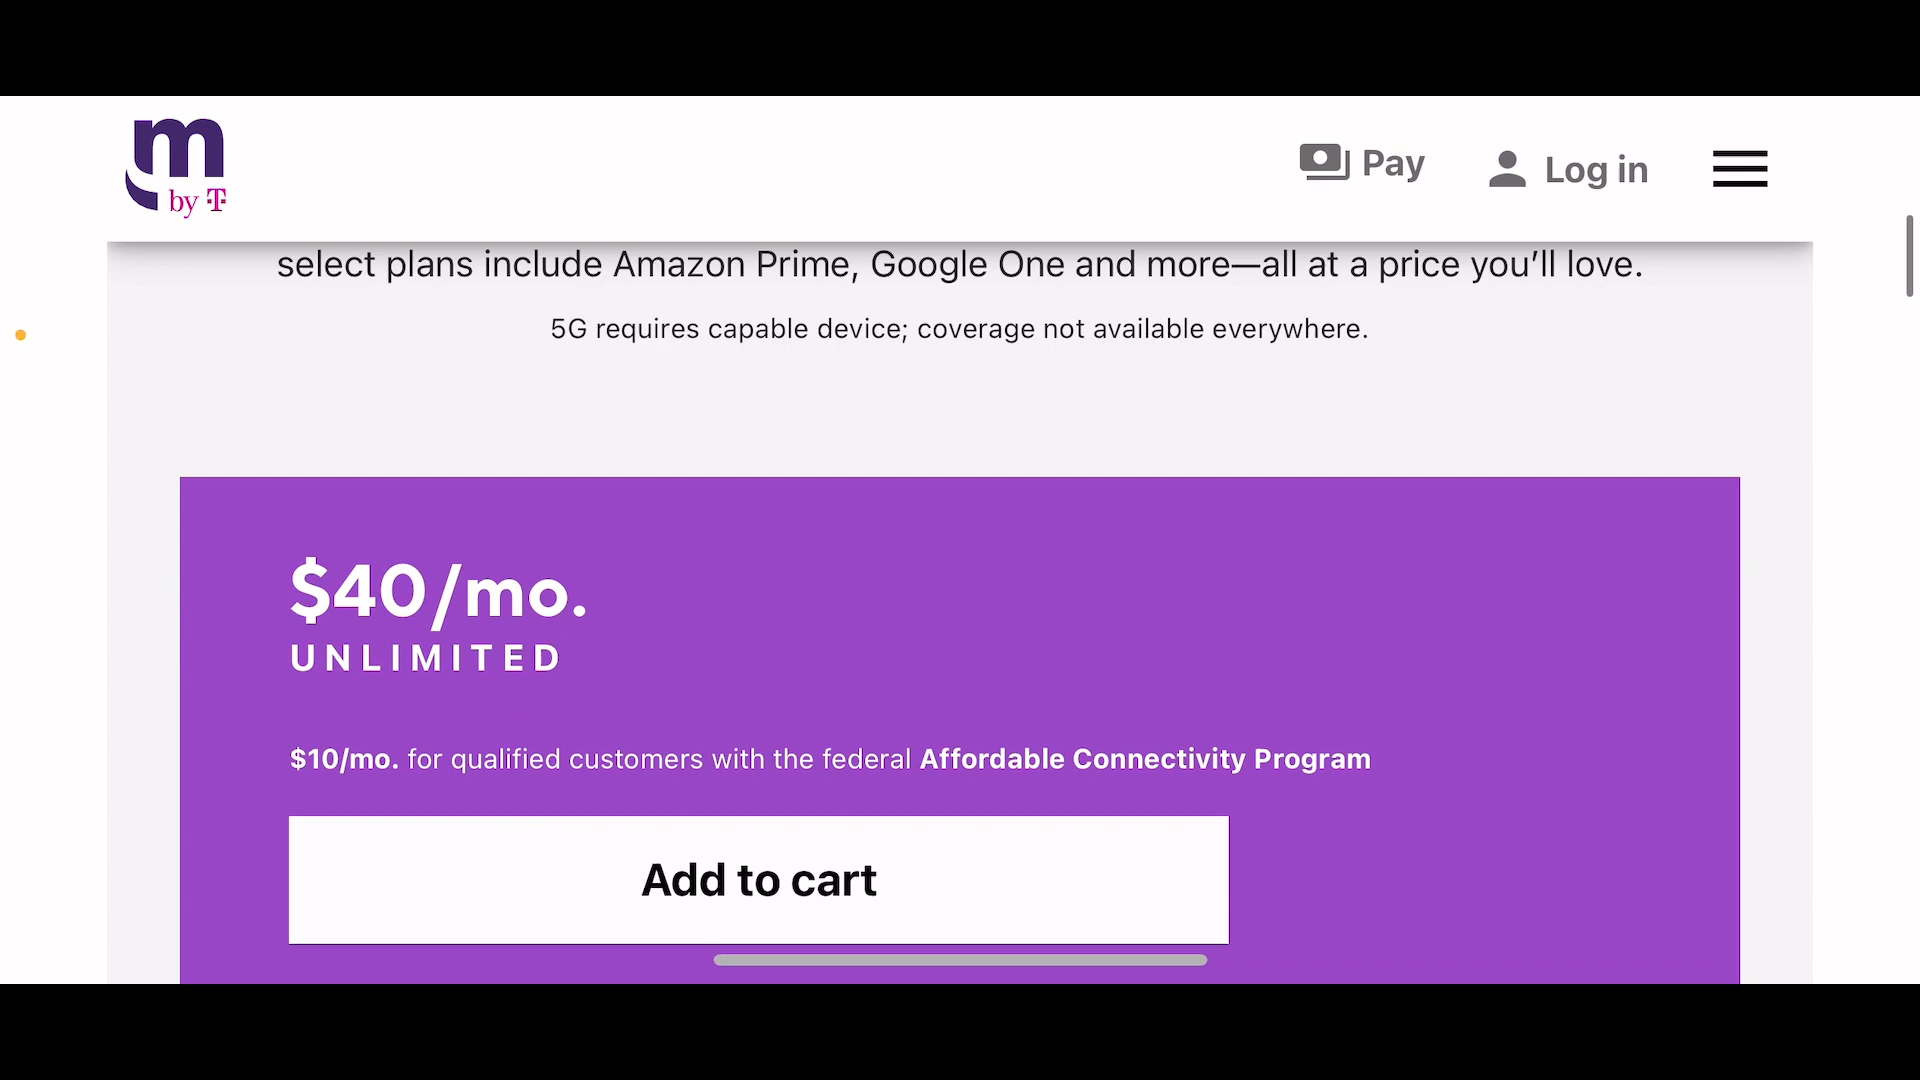 m
by T
Pay
Log in
select plans include Amazon Prime, Google One and more—all at a price you’ll love.
5G requires capable device; coverage not available everywhere.
$40/mo.
UNLIMITED
$10/mo. for qualified customers with the federal Affordable Connectivity Program
Add to cart